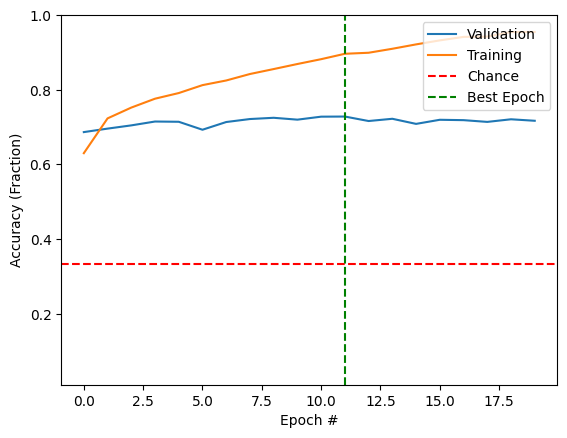 1.0
0.8
0.6
0.4
0.2
Accuracy (Fraction)
Validation
Training
Chance
Best Epoch
0.0 2.5 5.0 7.5 10.0 12.5 15.0 17.5
Epoch #